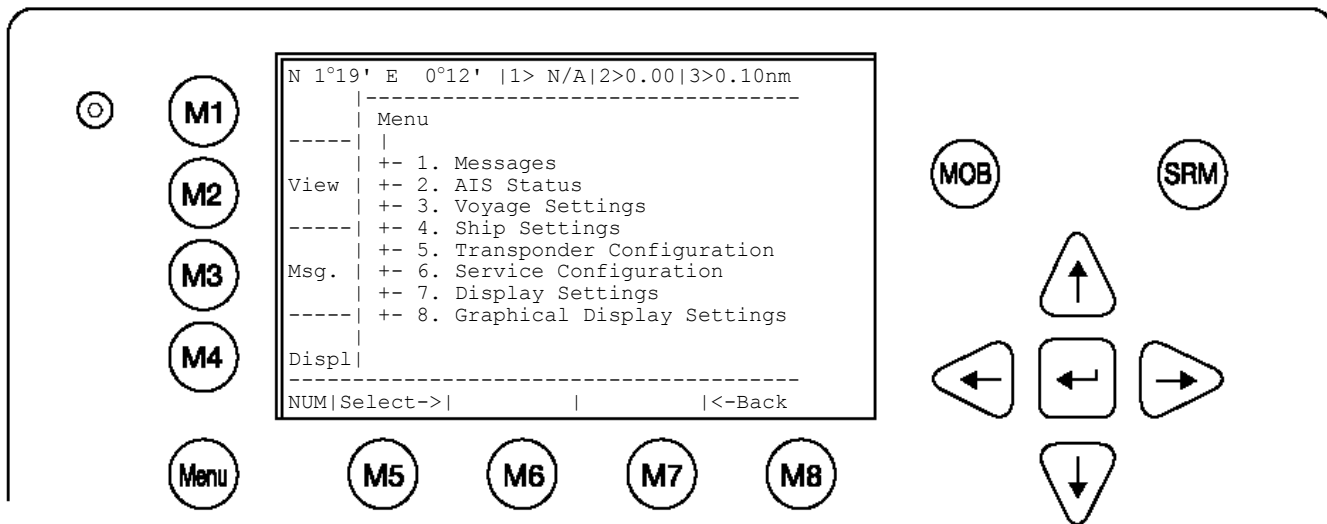 N 1°19' E  0°12' |1> N/A|2>0.00|3>0.10nm
|----------------------------------
M1
| Menu
-----| |
| +- 1. Messages
M2
View | +- 2. AIS Status
| +- 3. Voyage Settings
-----| +- 4. Ship Settings
| +- 5. Transponder Configuration
M3
Msg. | +- 6. Service Configuration
| +- 7. Display Settings
-----| +- 8. Graphical Display Settings
|
M4
Displ|
----------------------------------------
NUM|Select->|         |         |<-Back
MOB
SRM
Menu
M5
M6
M7
M8